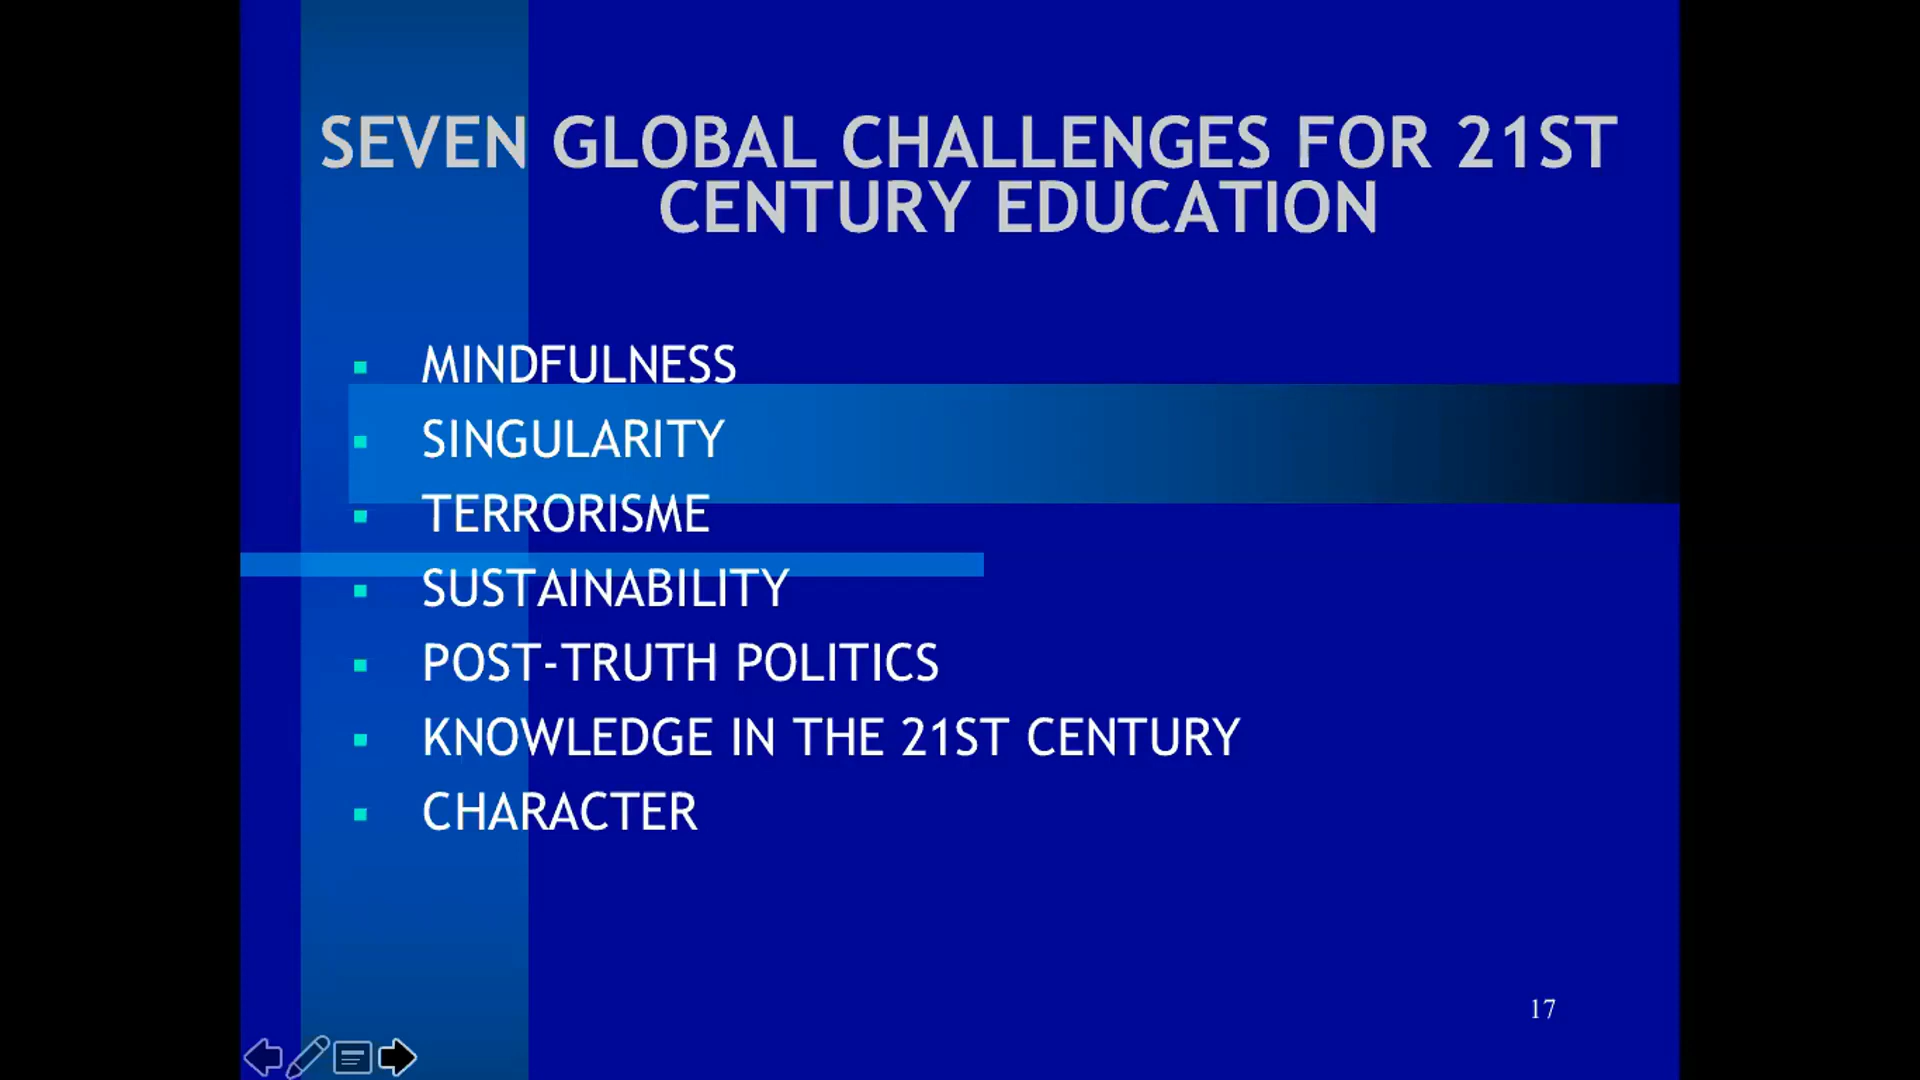 SEVEN GLOBAL CHALLENGES FOR 21ST
CENTURY EDUCATION
▪ MINDFULNESS
▪ SINGULARITY
▪ TERRORISME
▪ SUSTAINABILITY
▪ POST-TRUTH POLITICS
▪ KNOWLEDGE IN THE 21ST CENTURY
▪ CHARACTER
17